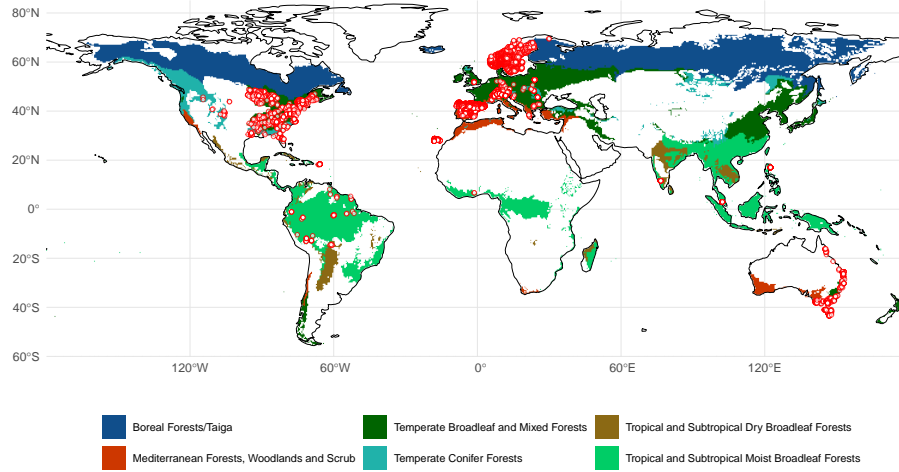 80°N
60°N
40°N
20°N
0°
20°S
40°S
60°S
120°W 60°W 0° 60°E 120°E
Boreal Forests/Taiga Temperate Broadleaf and Mixed Forests Tropical and Subtropical Dry Broadleaf Forests
Mediterranean Forests, Woodlands and Scrub Temperate Conifer Forests Tropical and Subtropical Moist Broadleaf Forests